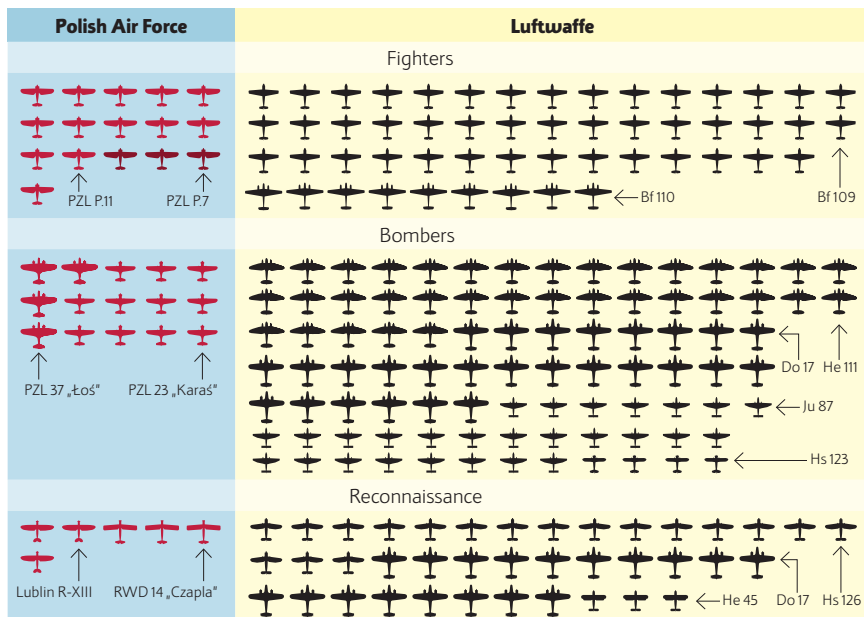 Polish Air Force
Luftwaffe
Fighters
PZL P.11
PZL P.7
Bf 110
Bf 109
Bombers
PZL 37 „Łoś“
PZL 23 „Karaś“
Do 17
He 111
Ju 87
Hs 123
Reconnaissance
Lublin R-XIII
RWD 14 „Czapla“
He 45
Do 17
Hs 126